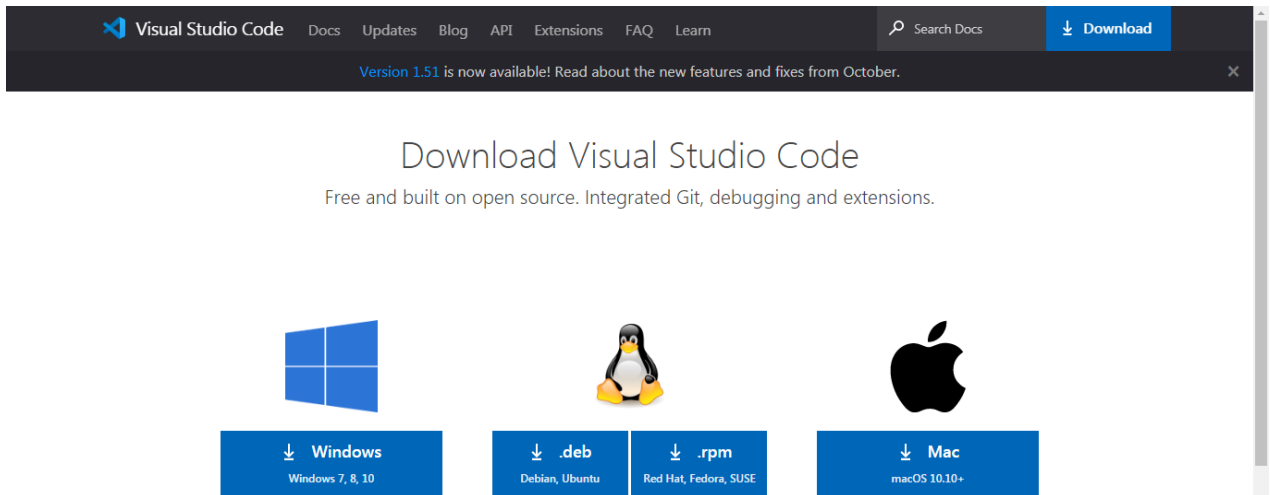 Visual Studio Code Docs Updates Blog API Extensions FAQ Learn Search Docs Download
Version 1.51 is now available! Read about the new features and fixes from October.
Download Visual Studio Code
Free and built on open source. Integrated Git, debugging and extensions.
Windows
Windows 7, 8, 10
.deb
Debian, Ubuntu
.rpm
Red Hat, Fedora, SUSE
Mac
macOS 10.10+